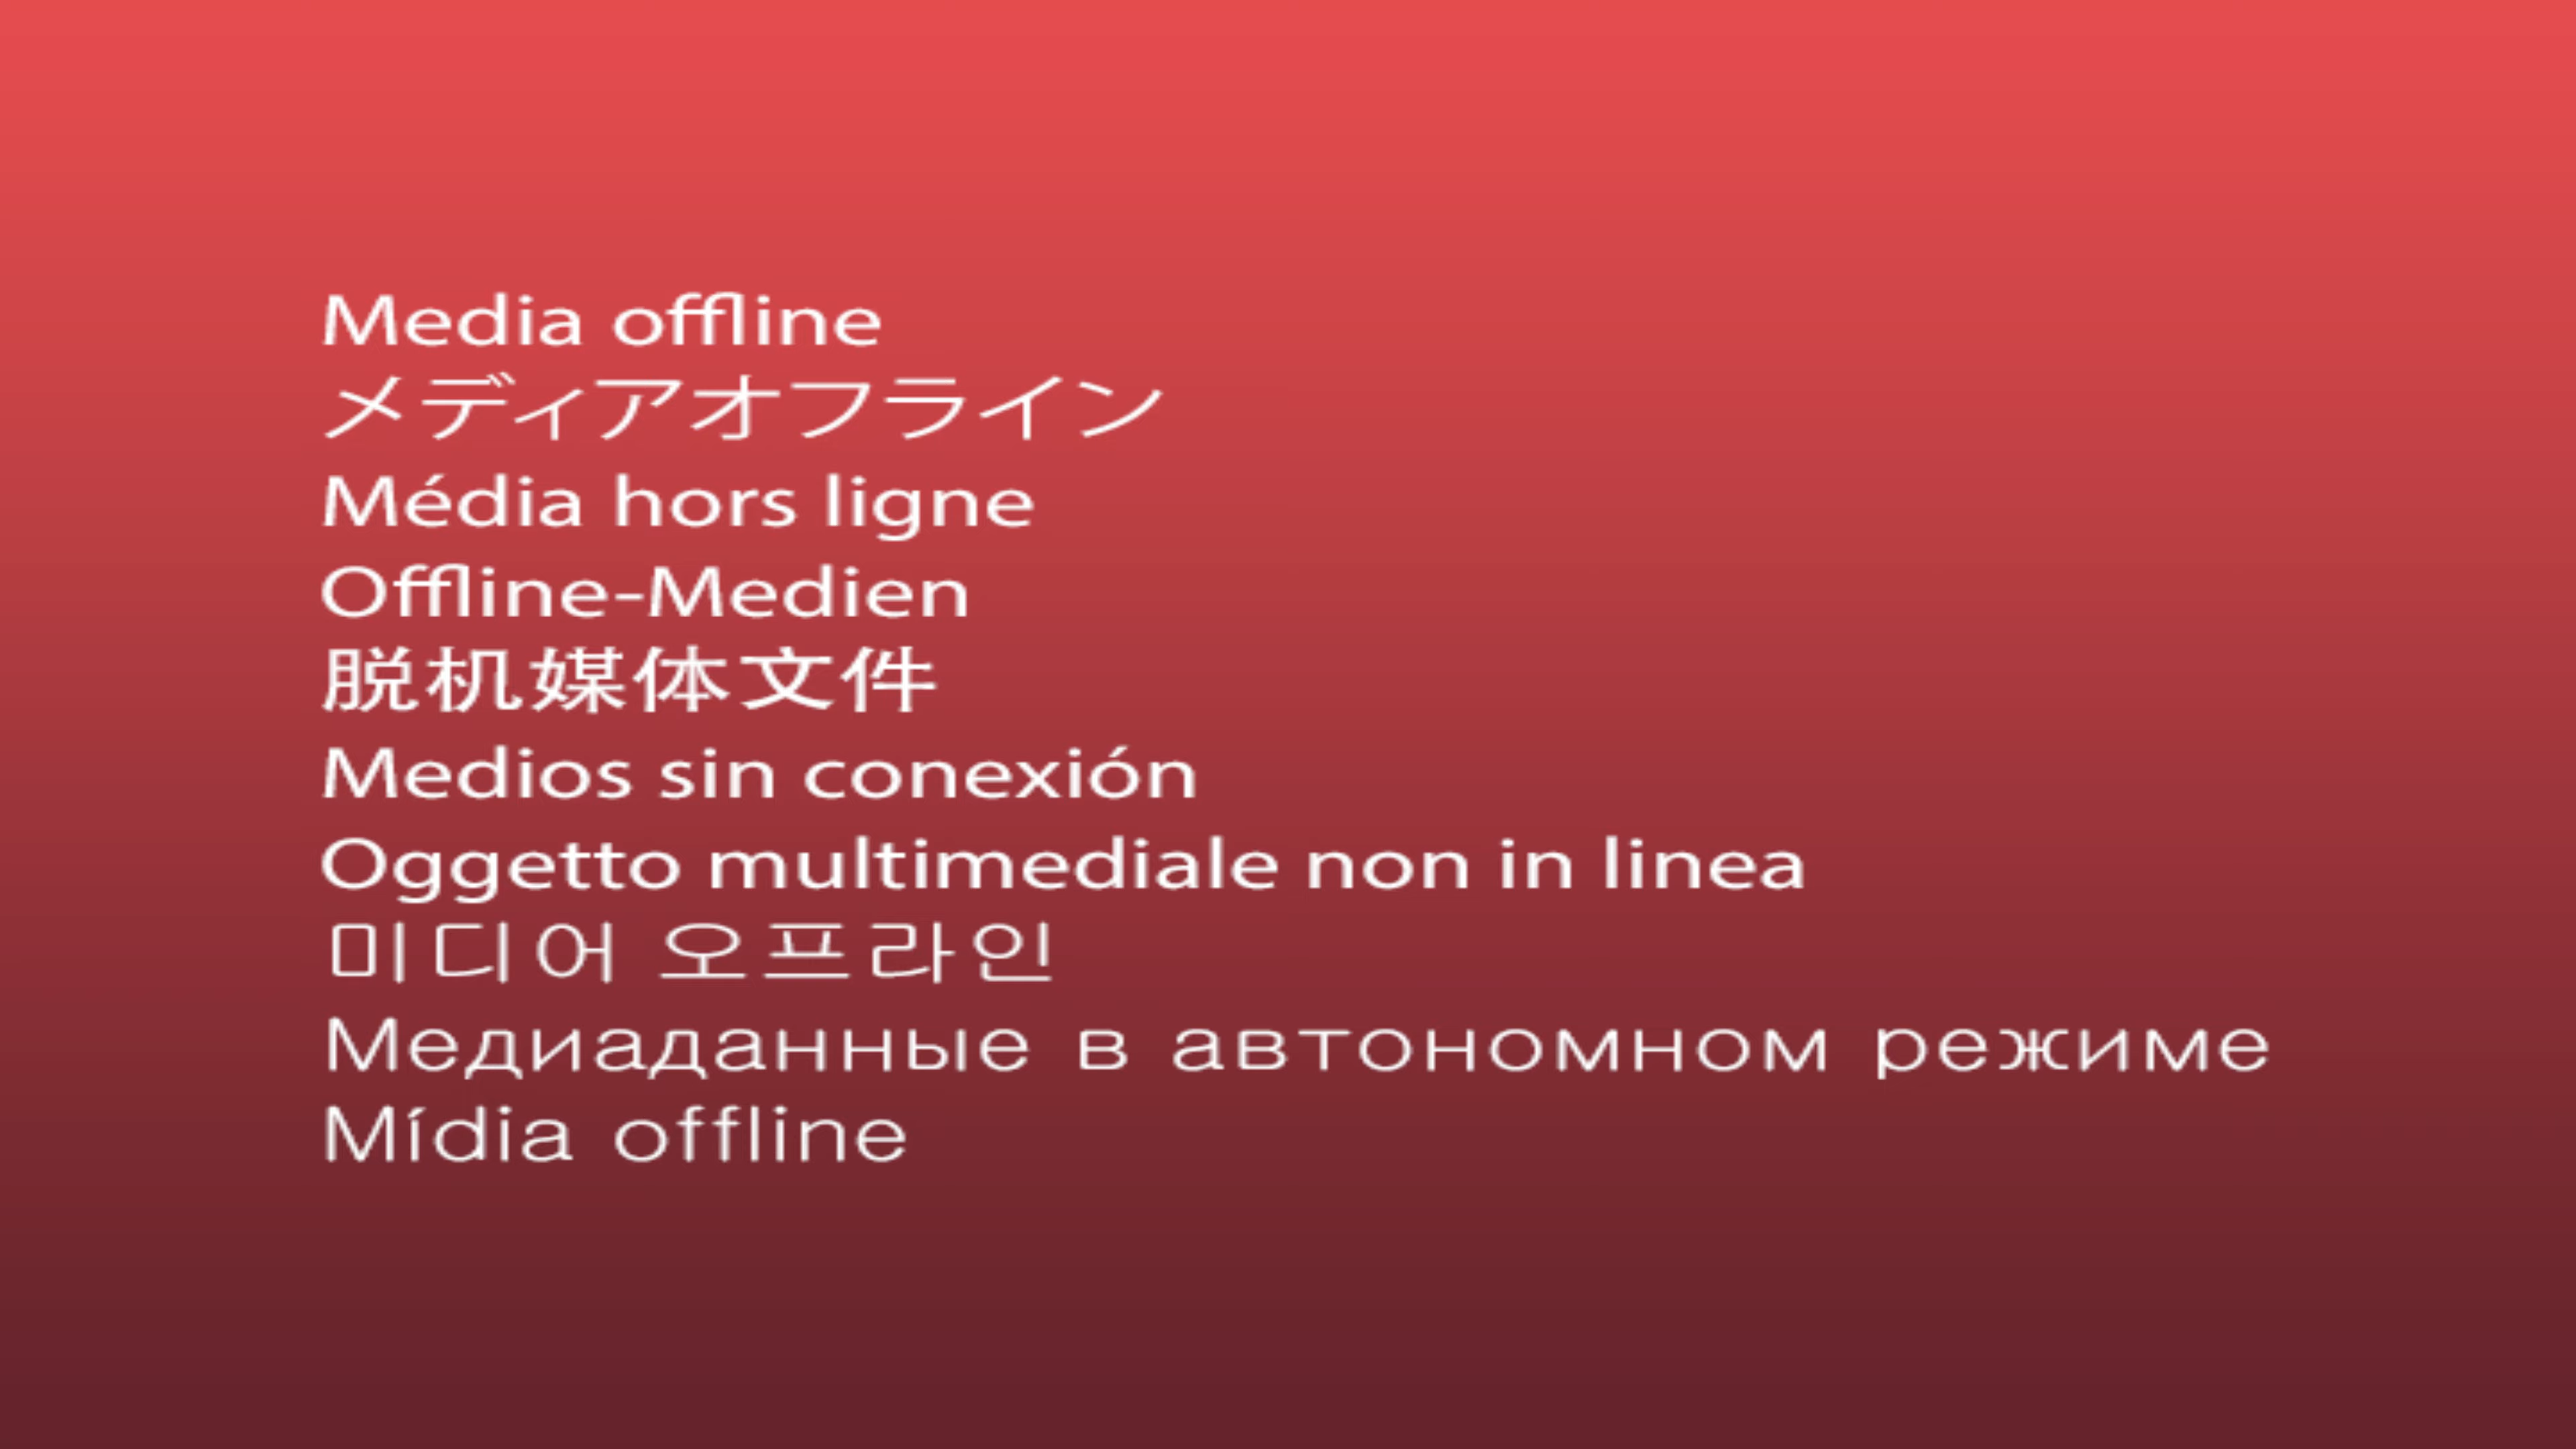 Media offline
メディアオフライン
Média hors ligne
Offline-Medien
脱机媒体文件
Medios sin conexión
Oggetto multimediale non in linea
미디어 오프라인
Медиаданные в автономном режиме
Mídia offline